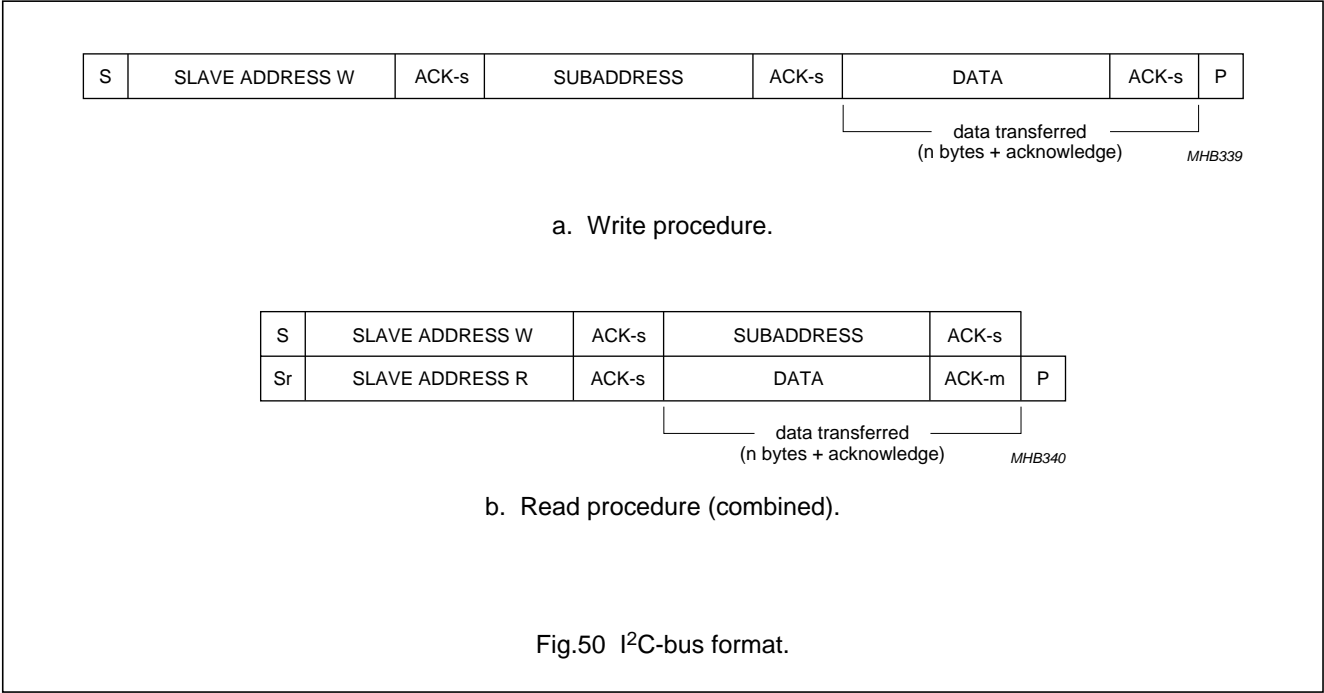 S SLAVE ADDRESS W ACK-s SUBADDRESS ACK-s DATA ACK-s P
data transferred
(n bytes + acknowledge)
MHB339
a. Write procedure.
S SLAVE ADDRESS W ACK-s SUBADDRESS ACK-s
Sr SLAVE ADDRESS R ACK-s DATA ACK-m P
data transferred
(n bytes + acknowledge)
MHB340
b. Read procedure (combined).
Fig.50 I²C-bus format.